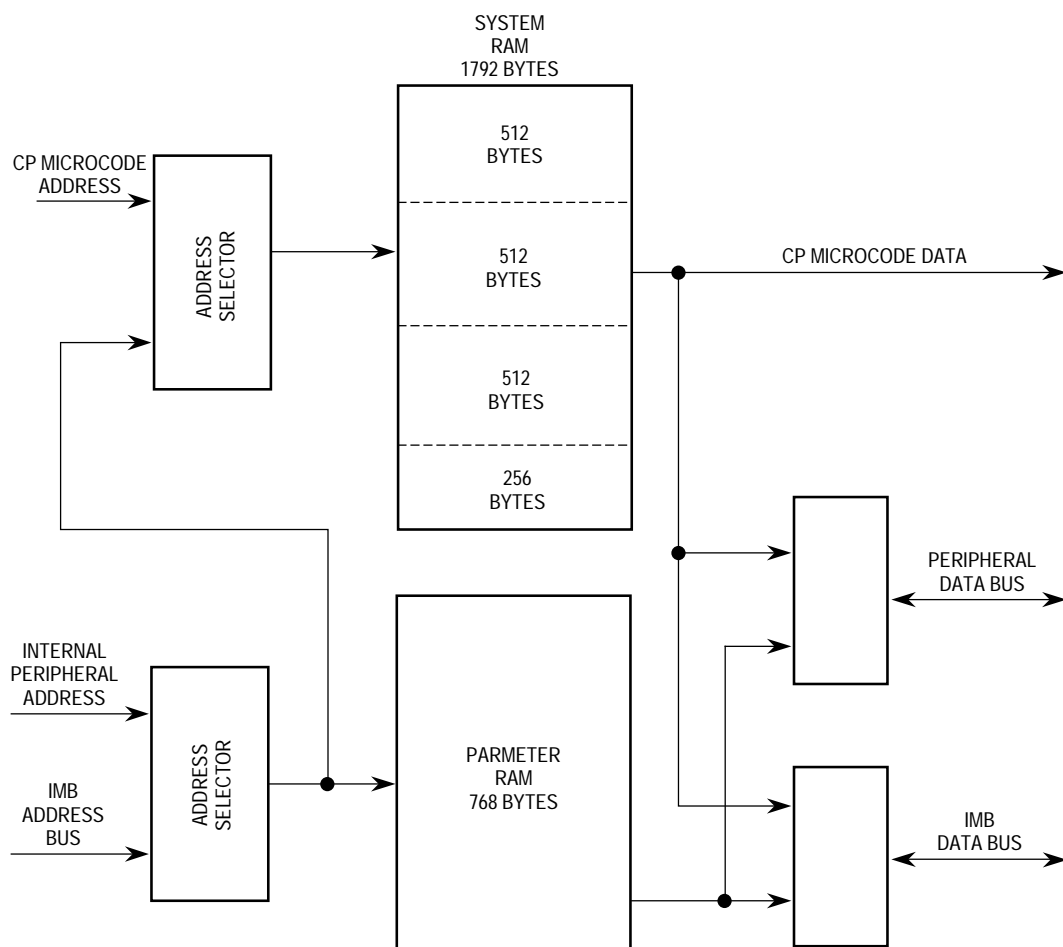 SYSTEM
RAM
1792 BYTES
512
BYTES
CP MICROCODE
ADDRESS
ADDRESS
SELECTOR
512
BYTES
CP MICROCODE DATA
512
BYTES
256
BYTES
PERIPHERAL
DATA BUS
INTERNAL
PERIPHERAL
ADDRESS
ADDRESS
SELECTOR
IMB
ADDRESS
BUS
PARMETER
RAM
768 BYTES
IMB
DATA BUS